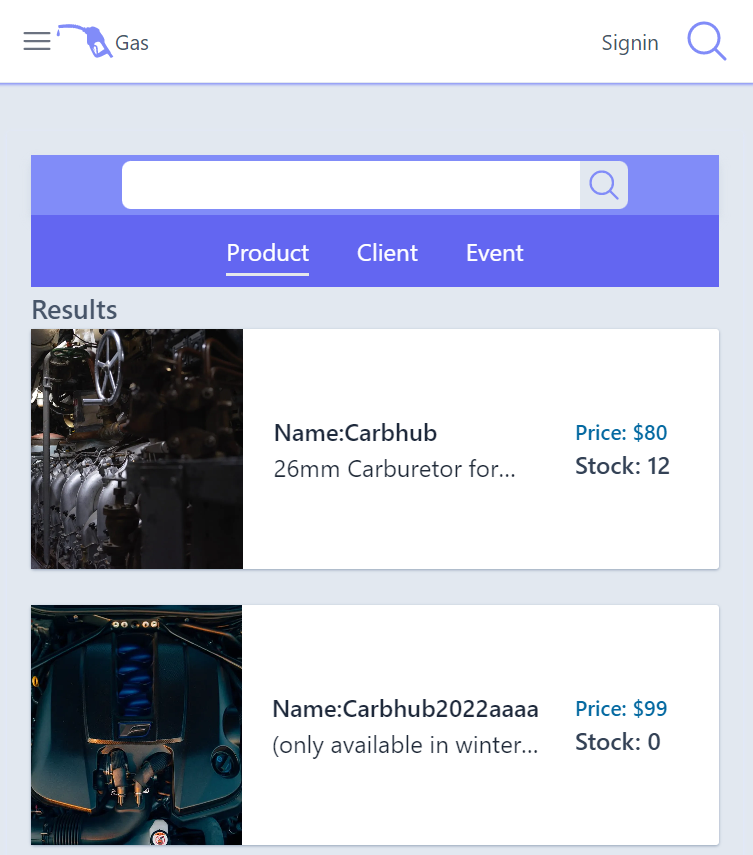 Gas
Signin
Product
Client
Event
Results
Name:Carbhub
26mm Carburetor for...
Price: $80
Stock: 12
Name:Carbhub2022aaaa
(only available in winter...
Price: $99
Stock: 0